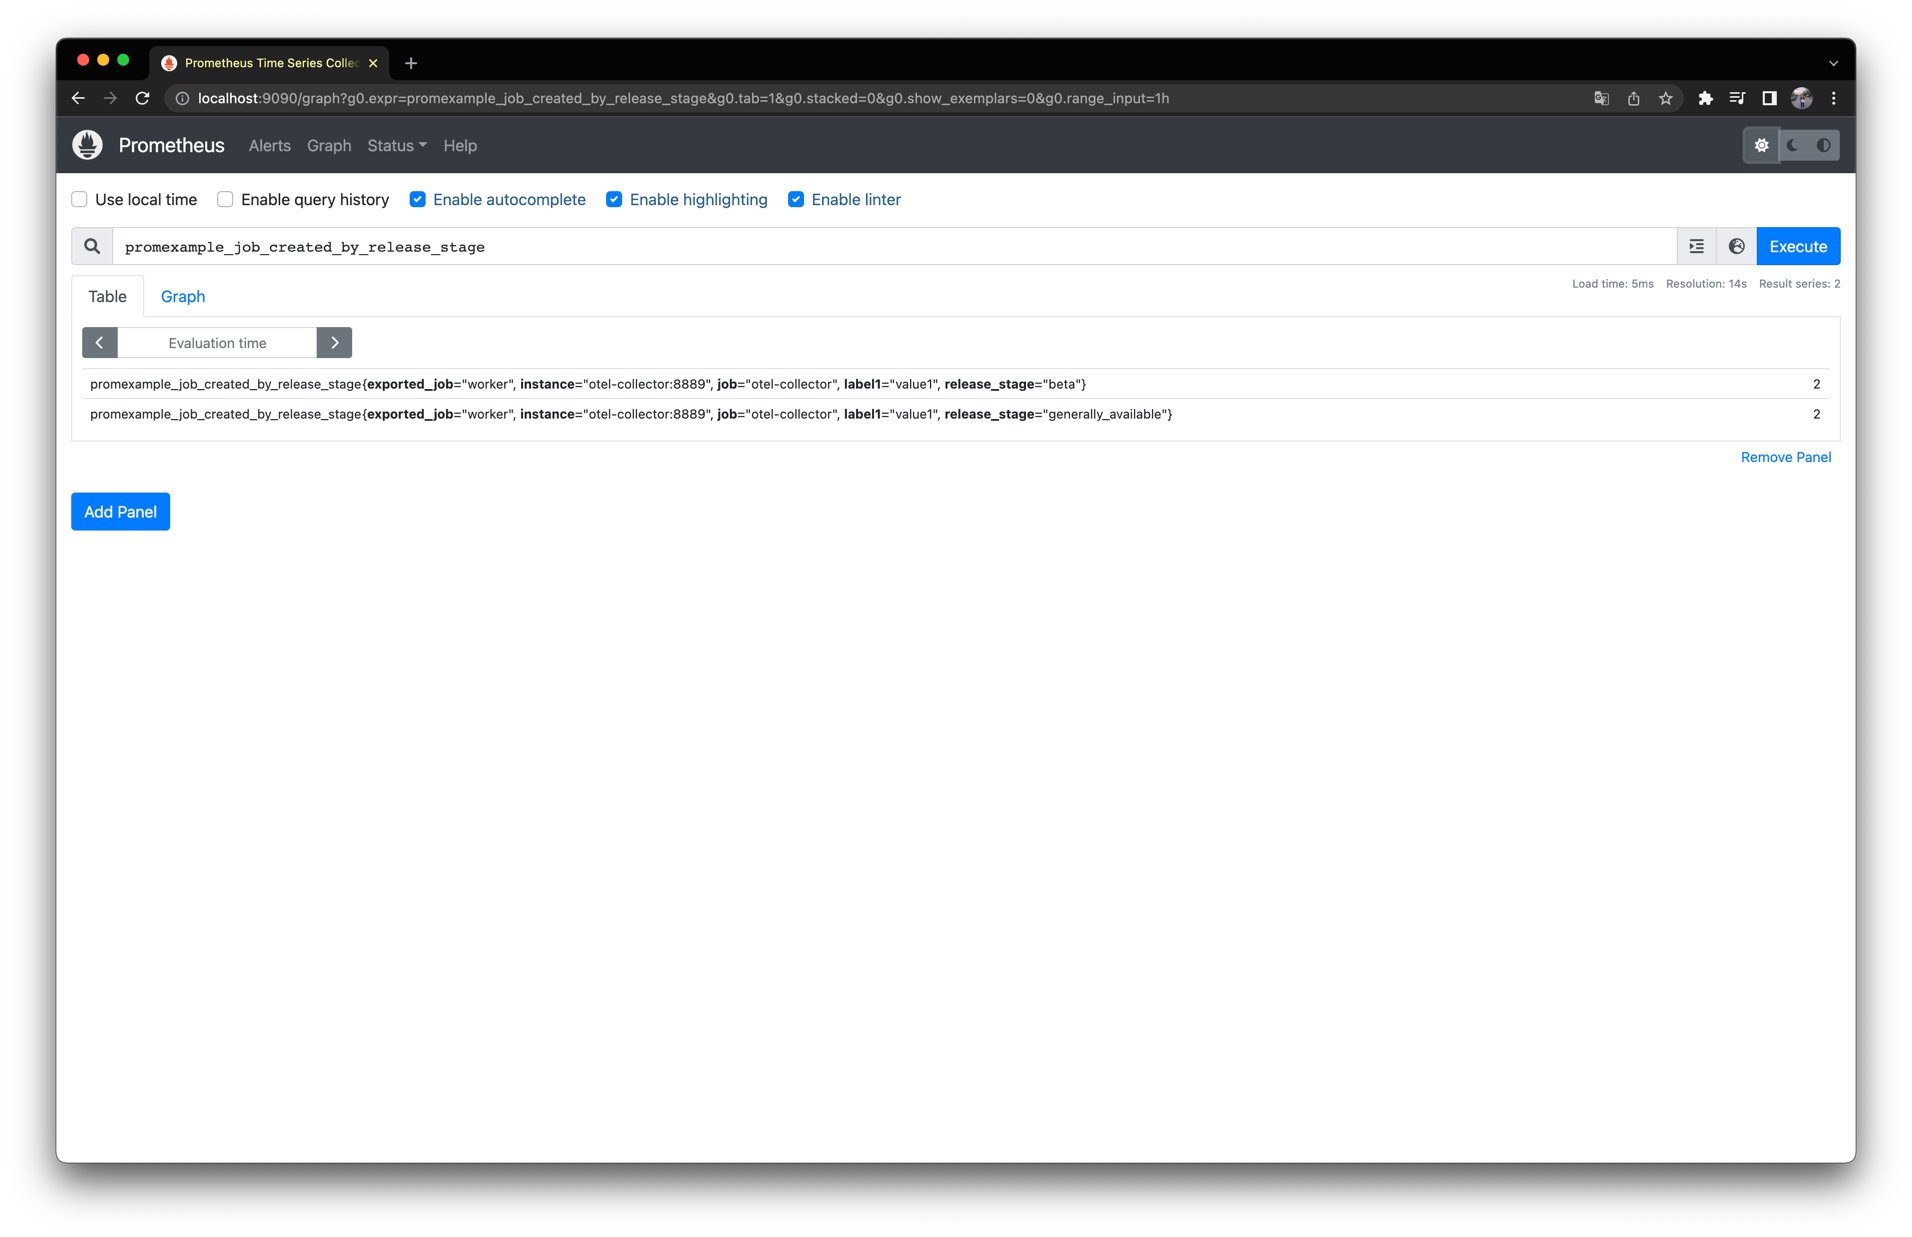 Prometheus Time Series Collec
localhost:9090/graph?g0.expr=promexample_job_created_by_release_stage&g0.tab=1&g0.stacked=0&g0.show_exemplars=0&g0.range_input=1h
Prometheus Alerts Graph Status Help
Use local time Enable query history Enable autocomplete Enable highlighting Enable linter
promexample_job_created_by_release_stage Execute
Table Graph Load time: 5ms Resolution: 14s Result series: 2
Evaluation time
promexample_job_created_by_release_stage{exported_job="worker", instance="otel-collector:8889", job="otel-collector", label1="value1", release_stage="beta"} 2
promexample_job_created_by_release_stage{exported_job="worker", instance="otel-collector:8889", job="otel-collector", label1="value1", release_stage="generally_available"} 2
Remove Panel
Add Panel